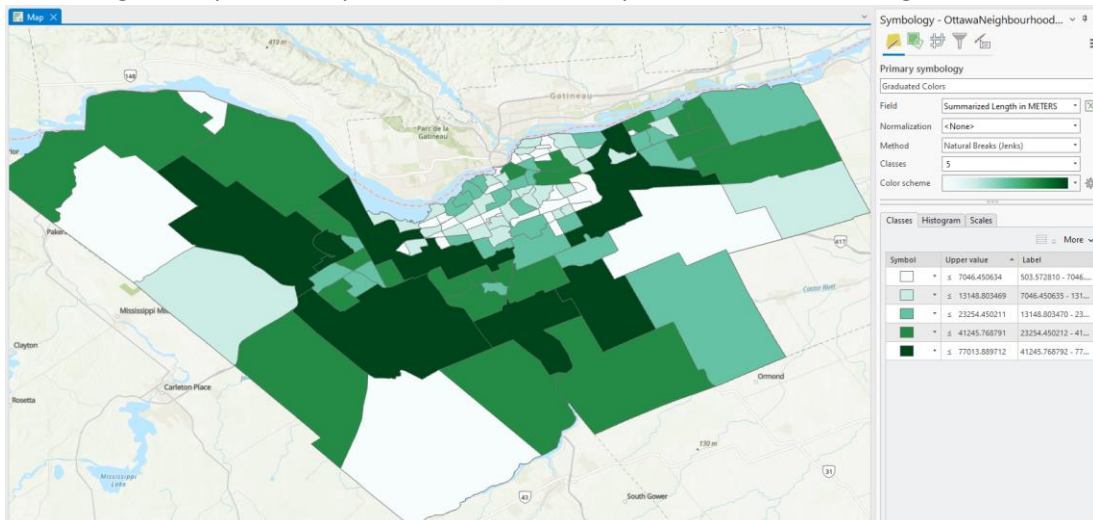 Map
Symbology - OttawaNeighbourhood...
Primary symbology
Graduated Colors
Field
Summarized Length in METERS
Normalization
<None>
Method
Natural Breaks (Jenks)
Classes
5
Color scheme
Classes
Histogram
Scales
More
Symbol
Upper value
Label
≤ 7046.450634
503.572810 - 7046....
≤ 13148.803469
7046.450635 - 131...
≤ 23254.450211
13148.803470 - 23...
≤ 41245.768791
23254.450212 - 41...
≤ 77013.889712
41245.768792 - 77...
410 m
148
Gatineau
Parc de la
Gatineau
417
Castor River
Clayton
Carleton Place
Rosetta
Ormond
130 m
Mississippi
Lake
31
43
South Gower